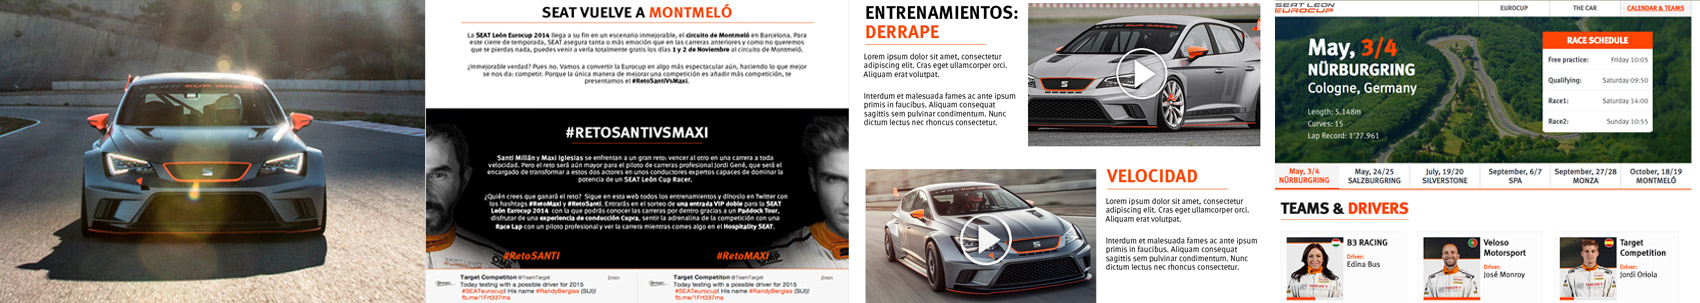 SEAT VUELVE A MONTMELÓ
La SEAT León Eurocup 2014 llega a su fin en un escenario inmejorable, el circuito de Montmeló en Barcelona. Para
este cierre de temporada, SEAT asegura tanta o más emoción que en las carreras anteriores y como no queremos
que te pierdas nada, puedes venir a verla totalmente gratis los días 1 y 2 de Noviembre al circuito de Montmeló.
¿Inmejorable verdad? Pues no. Vamos a convertir la Eurocup en algo más espectacular aún, haciendo lo que mejor
se nos da: competir. Porque la única manera de mejorar una competición es añadir más competición, te
presentamos el #RetoSantiVsMaxi.
#RETOSANTIVSMAXI
Santi Millán y Maxi Iglesias se enfrentan a un gran reto: vencer al otro en una carrera a toda
velocidad. Pero el reto será aún mayor para el piloto de carreras profesional Jordi Gené, que será el
encargado de transformar a estos dos actores en unos conductores expertos capaces de dominar la
potencia de un SEAT León Cup Racer.
¿Quién crees que ganará el reto? Sigue en esta web todos los entrenamientos y dínoslo en Twitter con
los hashtags #RetoMaxi y #RetoSanti. Entrarás en el sorteo de una entrada VIP doble para la SEAT
León Eurocup 2014 con la que podrás conocer las carreras por dentro gracias a un Paddock Tour,
disfrutar de una experiencia de conducción Cupra, sentir la adrenalina de la competición con una
Race Lap con un piloto profesional y ver la carrera mientras comes algo en el Hospitality SEAT.
#RetoSANTI
#RetoMAXI
Target Competiton @TeamTarget 2min
Today testing with a possible driver for 2015
#SEATeurocup! His name #RandyBerglas (SUI)!
fb.me/1Frt337ma
Target Competiton @TeamTarget 2min
Today testing with a possible driver for 2015
#SEATeurocup! His name #RandyBerglas (SUI)!
fb.me/1Frt337ma
ENTRENAMIENTOS:
DERRAPE
Lorem ipsum dolor sit amet, consectetur
adipiscing elit. Cras eget ullamcorper orci.
Aliquam erat volutpat.
Interdum et malesuada fames ac ante ipsum
primis in faucibus. Aliquam consequat
sagittis sem pulvinar condimentum. Nunc
dictum lectus nec rhoncus consectetur.
VELOCIDAD
Lorem ipsum dolor sit amet, consectetur
adipiscing elit. Cras eget ullamcorper orci.
Aliquam erat volutpat.
Interdum et malesuada fames ac ante ipsum
primis in faucibus. Aliquam consequat
sagittis sem pulvinar condimentum. Nunc
dictum lectus nec rhoncus consectetur.
SEAT LEON
EUROCUP
EUROCUP
THE CAR
CALENDAR & TEAMS
May, 3/4
NÜRBURGRING
Cologne, Germany
Length: 5.148m
Curves: 15
Lap Record: 1'27.961
RACE SCHEDULE
Free practice: Friday 10:05
Qualifying: Saturday 09:50
Race1: Saturday 14:00
Race2: Sunday 10:55
May, 3/4
NÜRBURGRING
May, 24/25
SALZBURGRING
July, 19/20
SILVERSTONE
September, 6/7
SPA
September, 27/28
MONZA
October, 18/19
MONTMELÓ
TEAMS & DRIVERS
B3 RACING
Driver:
Edina Bus
Veloso
Motorsport
Driver:
José Monroy
Target
Competition
Driver:
Jordi Oriola